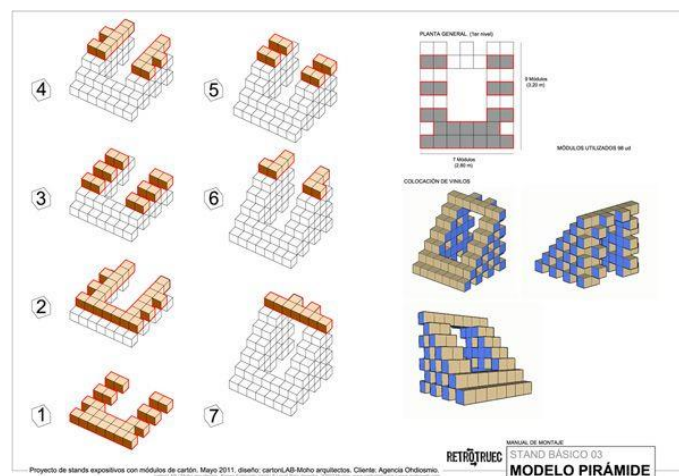 4
5
3
6
2
1
7
PLANTA GENERAL. (1er nivel)
9 Módulos
(3.20 m)
7 Módulos
(2.80 m)
MÓDULOS UTILIZADOS 96 ud
COLOCACIÓN DE VINILOS
MANUAL DE MONTAJE
RETROTRUEC
STAND BÁSICO 03
MODELO PIRÁMIDE
Proyecto de stands expositivos con módulos de cartón. Mayo 2011. diseño: cartonLAB-Moho arquitectos. Cliente: Agencia Ohdiosmio.